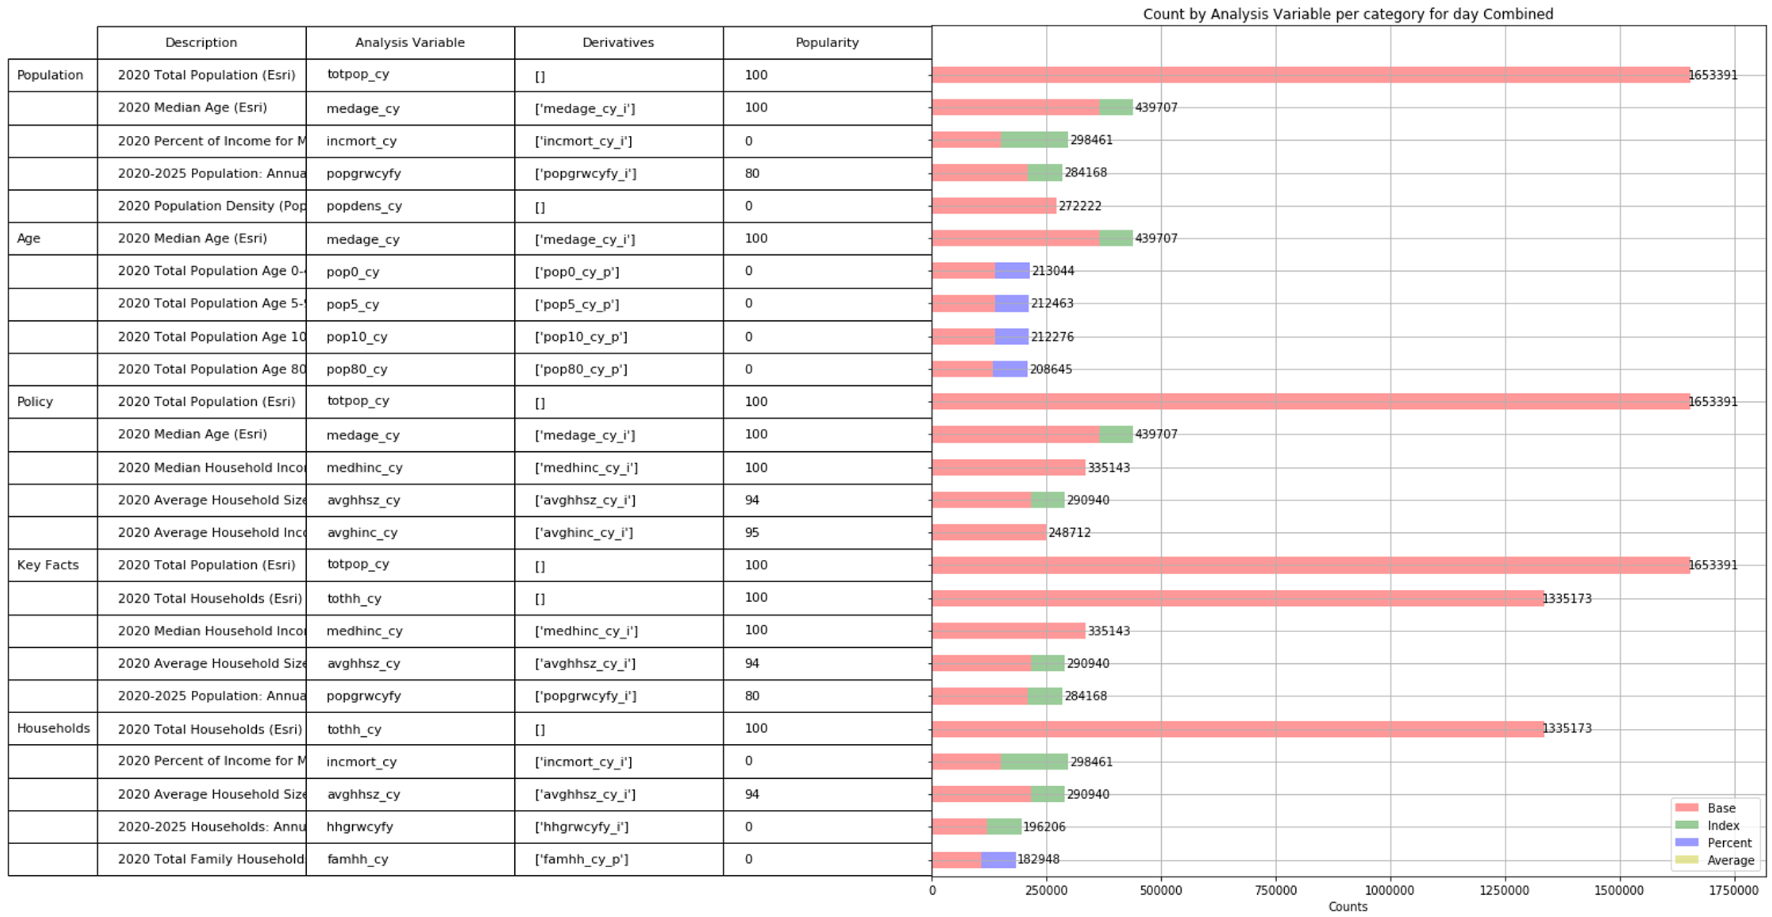 Count by Analysis Variable per category for day Combined
Description Analysis Variable Derivatives Popularity
Population 2020 Total Population (Esri) totpop_cy [] 100 1653391
2020 Median Age (Esri) medage_cy ['medage_cy_i'] 100 439707
2020 Percent of Income for M incmort_cy ['incmort_cy_i'] 0 298461
2020-2025 Population: Annua popgrwcyfy ['popgrwcyfy_i'] 80 284168
2020 Population Density (Pop popdens_cy [] 0 272222
Age 2020 Median Age (Esri) medage_cy ['medage_cy_i'] 100 439707
2020 Total Population Age 0- pop0_cy ['pop0_cy_p'] 0 213044
2020 Total Population Age 5- pop5_cy ['pop5_cy_p'] 0 212463
2020 Total Population Age 10 pop10_cy ['pop10_cy_p'] 0 212276
2020 Total Population Age 80 pop80_cy ['pop80_cy_p'] 0 208645
Policy 2020 Total Population (Esri) totpop_cy [] 100 1653391
2020 Median Age (Esri) medage_cy ['medage_cy_i'] 100 439707
2020 Median Household Inco medhinc_cy ['medhinc_cy_i'] 100 335143
2020 Average Household Size avghhsz_cy ['avghhsz_cy_i'] 94 290940
2020 Average Household Inco avghinc_cy ['avghinc_cy_i'] 95 248712
Key Facts 2020 Total Population (Esri) totpop_cy [] 100 1653391
2020 Total Households (Esri) tothh_cy [] 100 1335173
2020 Median Household Inco medhinc_cy ['medhinc_cy_i'] 100 335143
2020 Average Household Size avghhsz_cy ['avghhsz_cy_i'] 94 290940
2020-2025 Population: Annua popgrwcyfy ['popgrwcyfy_i'] 80 284168
Households 2020 Total Households (Esri) tothh_cy [] 100 1335173
2020 Percent of Income for M incmort_cy ['incmort_cy_i'] 0 298461
2020 Average Household Size avghhsz_cy ['avghhsz_cy_i'] 94 290940
2020-2025 Households: Annu hhgrwcyfy ['hhgrwcyfy_i'] 0 196206
2020 Total Family Household famhh_cy ['famhh_cy_p'] 0 182948
Base
Index
Percent
Average
0 250000 500000 750000 1000000 1250000 1500000 1750000
Counts